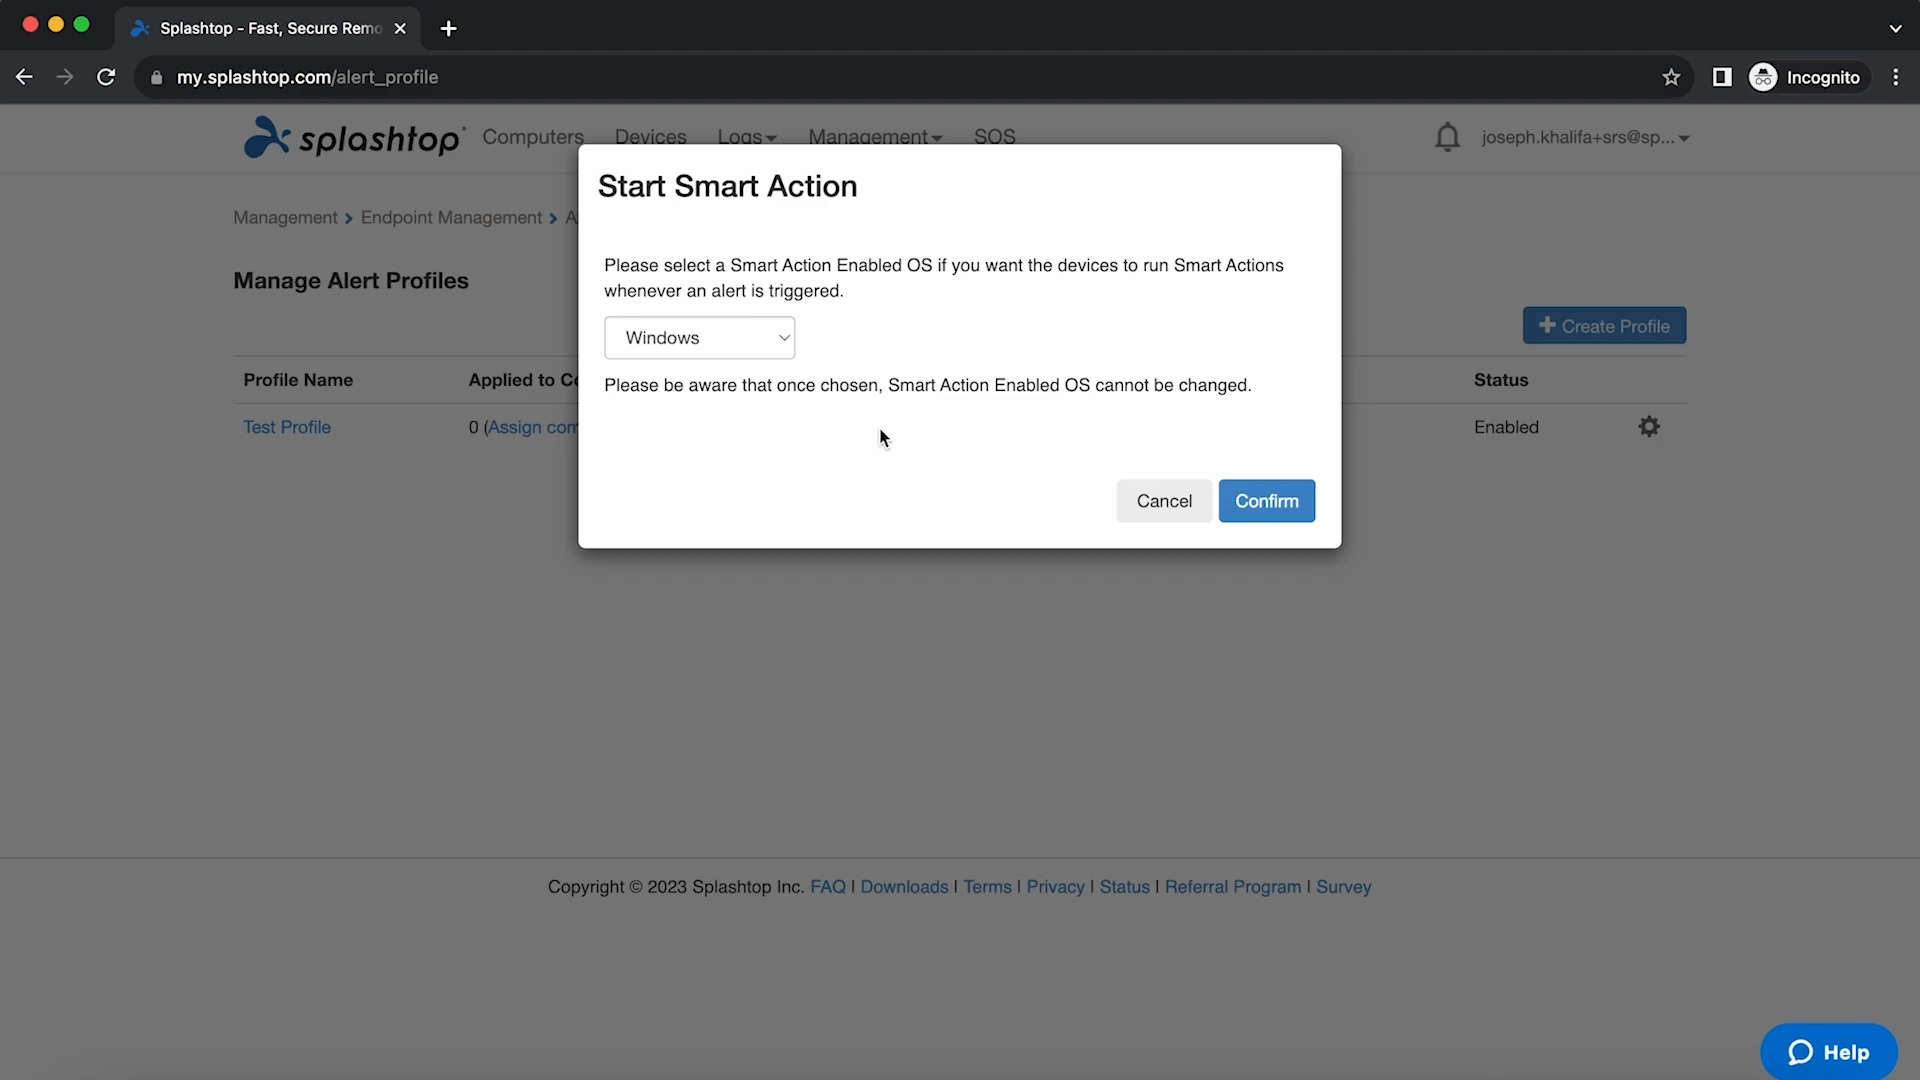 Splashtop - Fast, Secure Remo
my.splashtop.com/alert_profile
Incognito
splashtop Computers Devices Logs Management SOS joseph.khalifa+srs@sp...
Start Smart Action
Management Endpoint Management A
Please select a Smart Action Enabled OS if you want the devices to run Smart Actions
whenever an alert is triggered.
Manage Alert Profiles
Create Profile
Windows
Profile Name Applied to Co Status
Please be aware that once chosen, Smart Action Enabled OS cannot be changed.
Test Profile 0 (Assign com Enabled
Cancel Confirm
Copyright © 2023 Splashtop Inc. FAQ | Downloads | Terms | Privacy | Status | Referral Program | Survey
Help